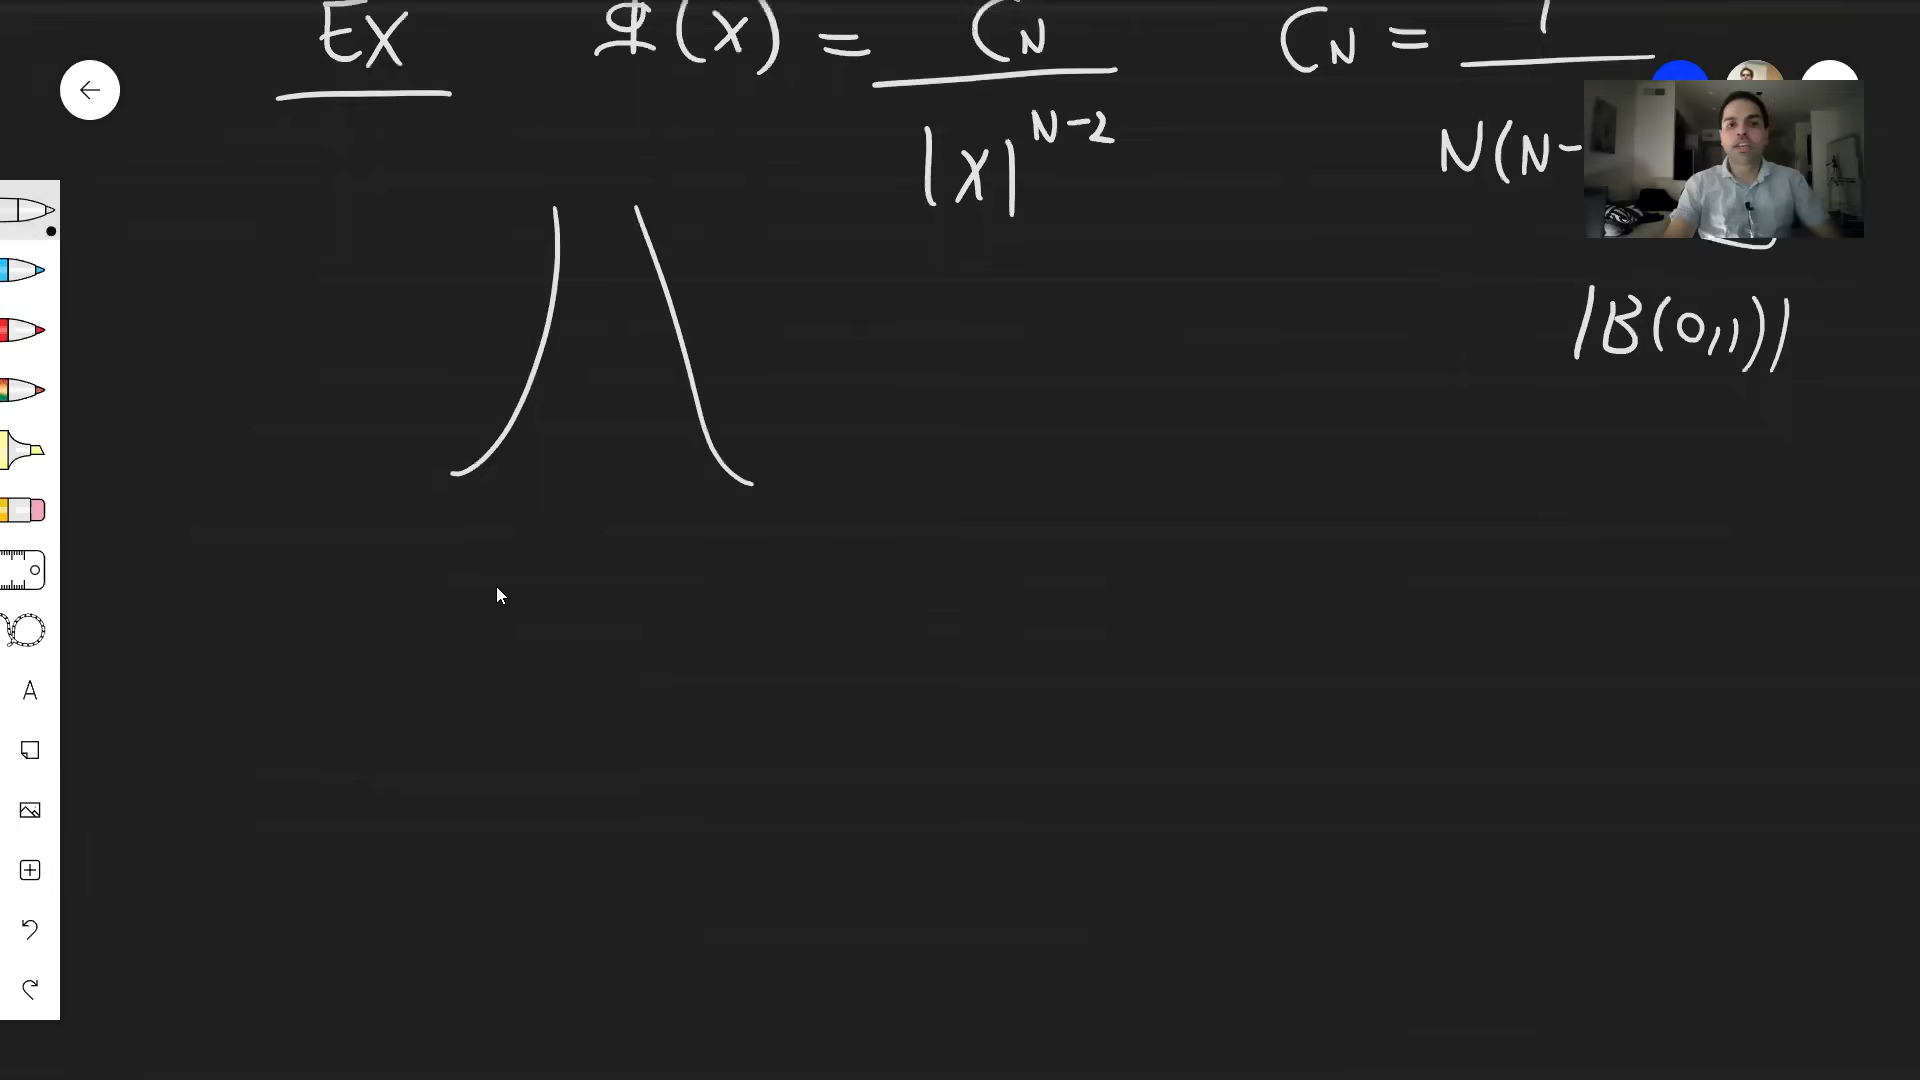 EX Φ(x) = C_N / |x|^{N-2} C_N = 1 / N(N-
|B(0,1)|
A